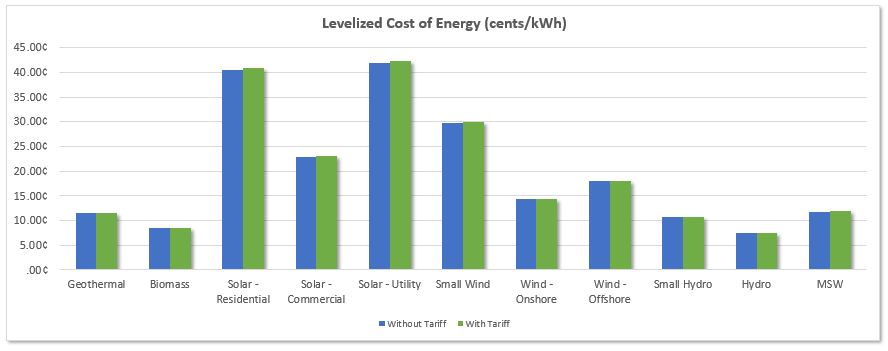 Levelized Cost of Energy (cents/kWh)
45.00¢
40.00¢
35.00¢
30.00¢
25.00¢
20.00¢
15.00¢
10.00¢
5.00¢
.00¢
Geothermal
Biomass
Solar -
Residential
Solar -
Commercial
Solar - Utility
Small Wind
Wind -
Onshore
Wind -
Offshore
Small Hydro
Hydro
MSW
Without Tariff
With Tariff